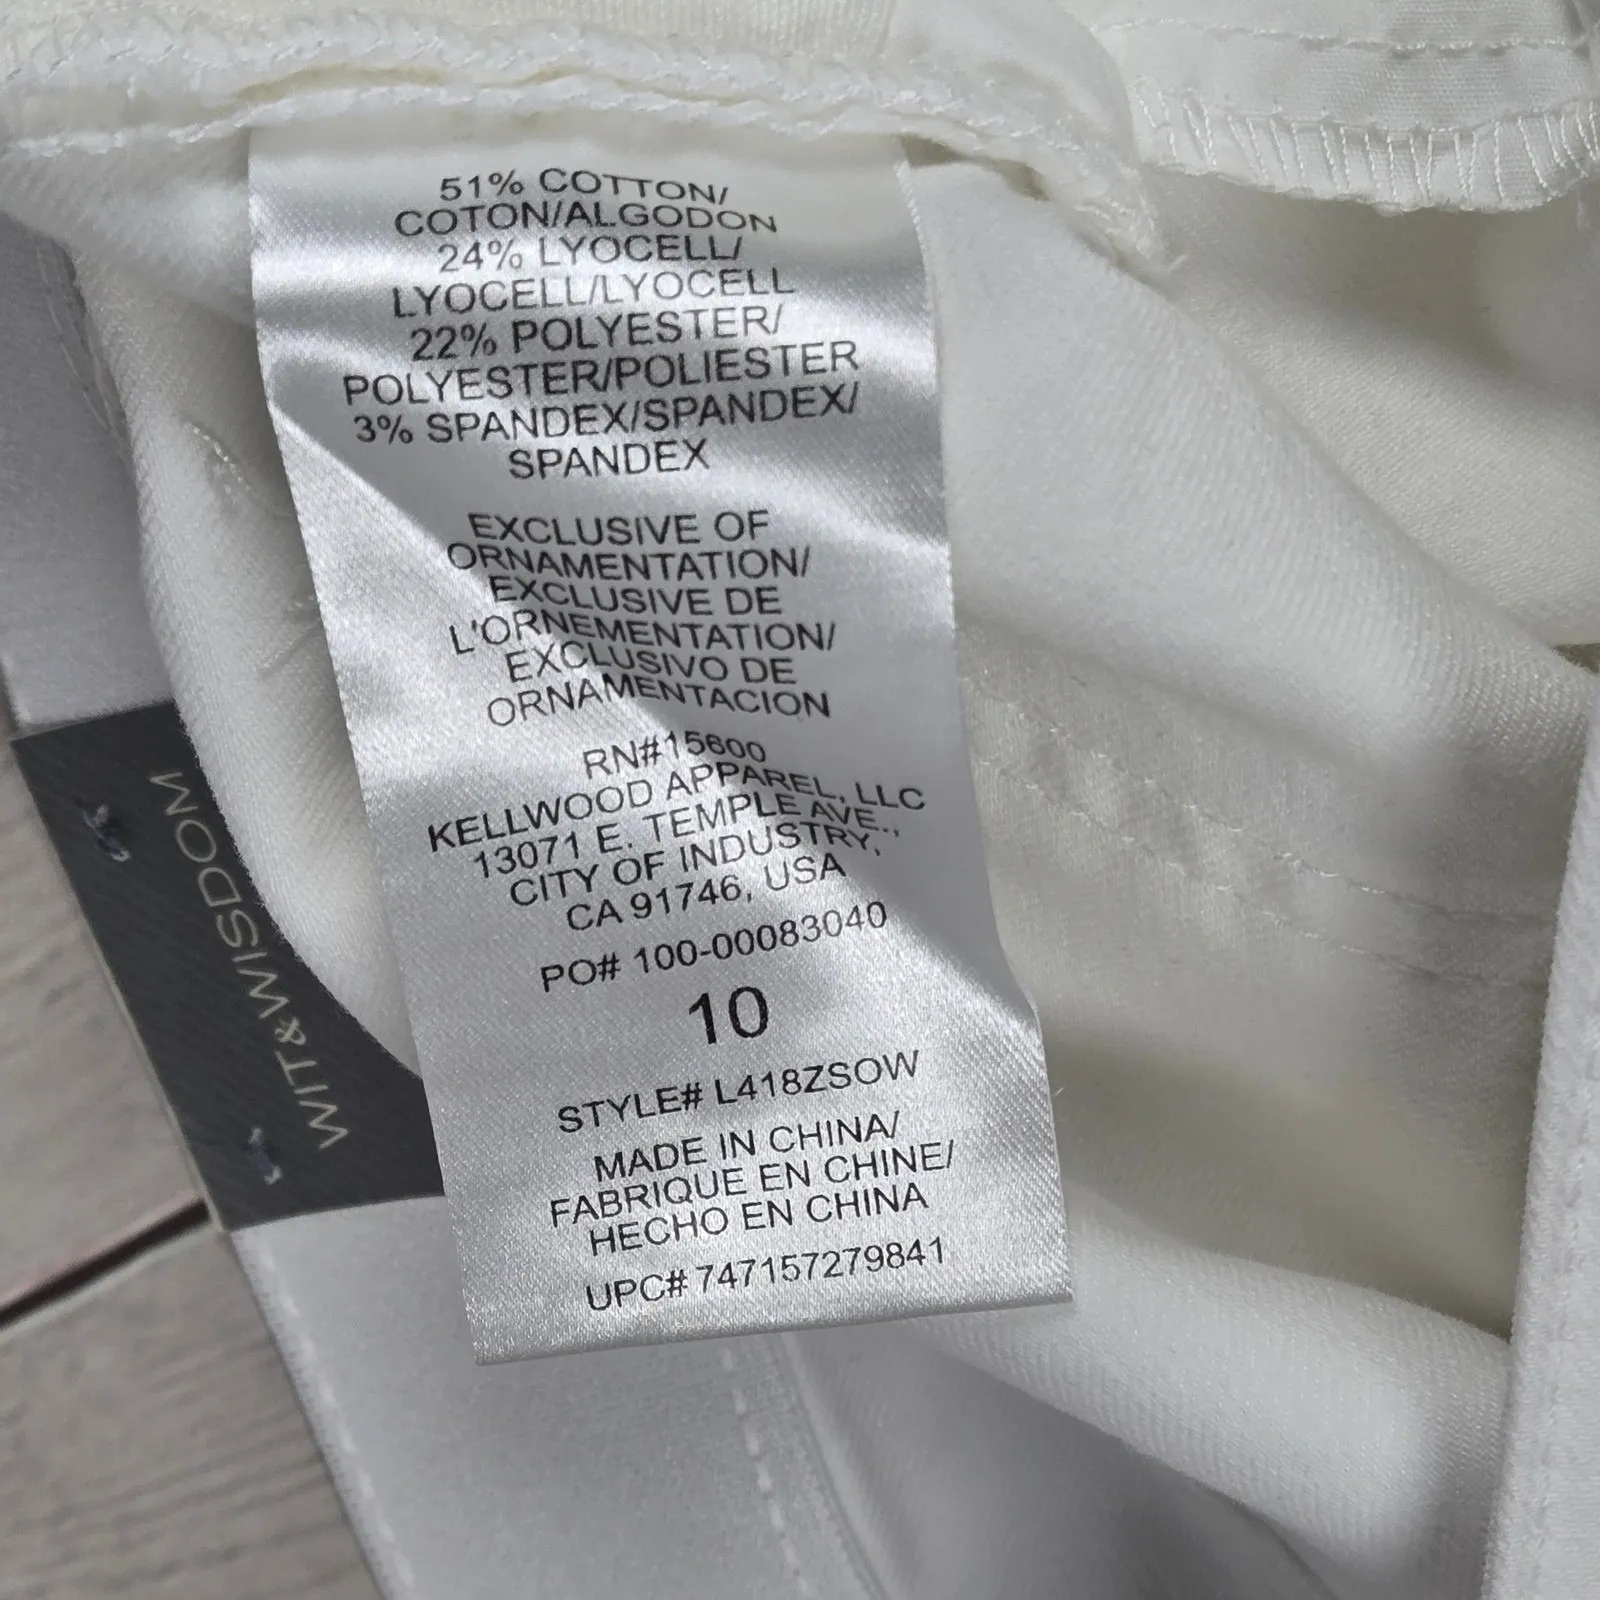 51% COTTON/
COTON/ALGODON
24% LYOCELL/
LYOCELL/LYOCELL
22% POLYESTER/
POLYESTER/POLIESTER
3% SPANDEX/SPANDEX/
SPANDEX
EXCLUSIVE OF
ORNAMENTATION/
EXCLUSIVE DE
L'ORNEMENTATION/
EXCLUSIVO DE
ORNAMENTACION
RN#15600
KELLWOOD APPAREL, LLC
13071 E. TEMPLE AVE.,
CITY OF INDUSTRY,
CA 91746, USA
PO# 100-00083040
10
STYLE# L418ZSOW
MADE IN CHINA/
FABRIQUE EN CHINE/
HECHO EN CHINA
UPC# 747157279841
WIT&WISDOM